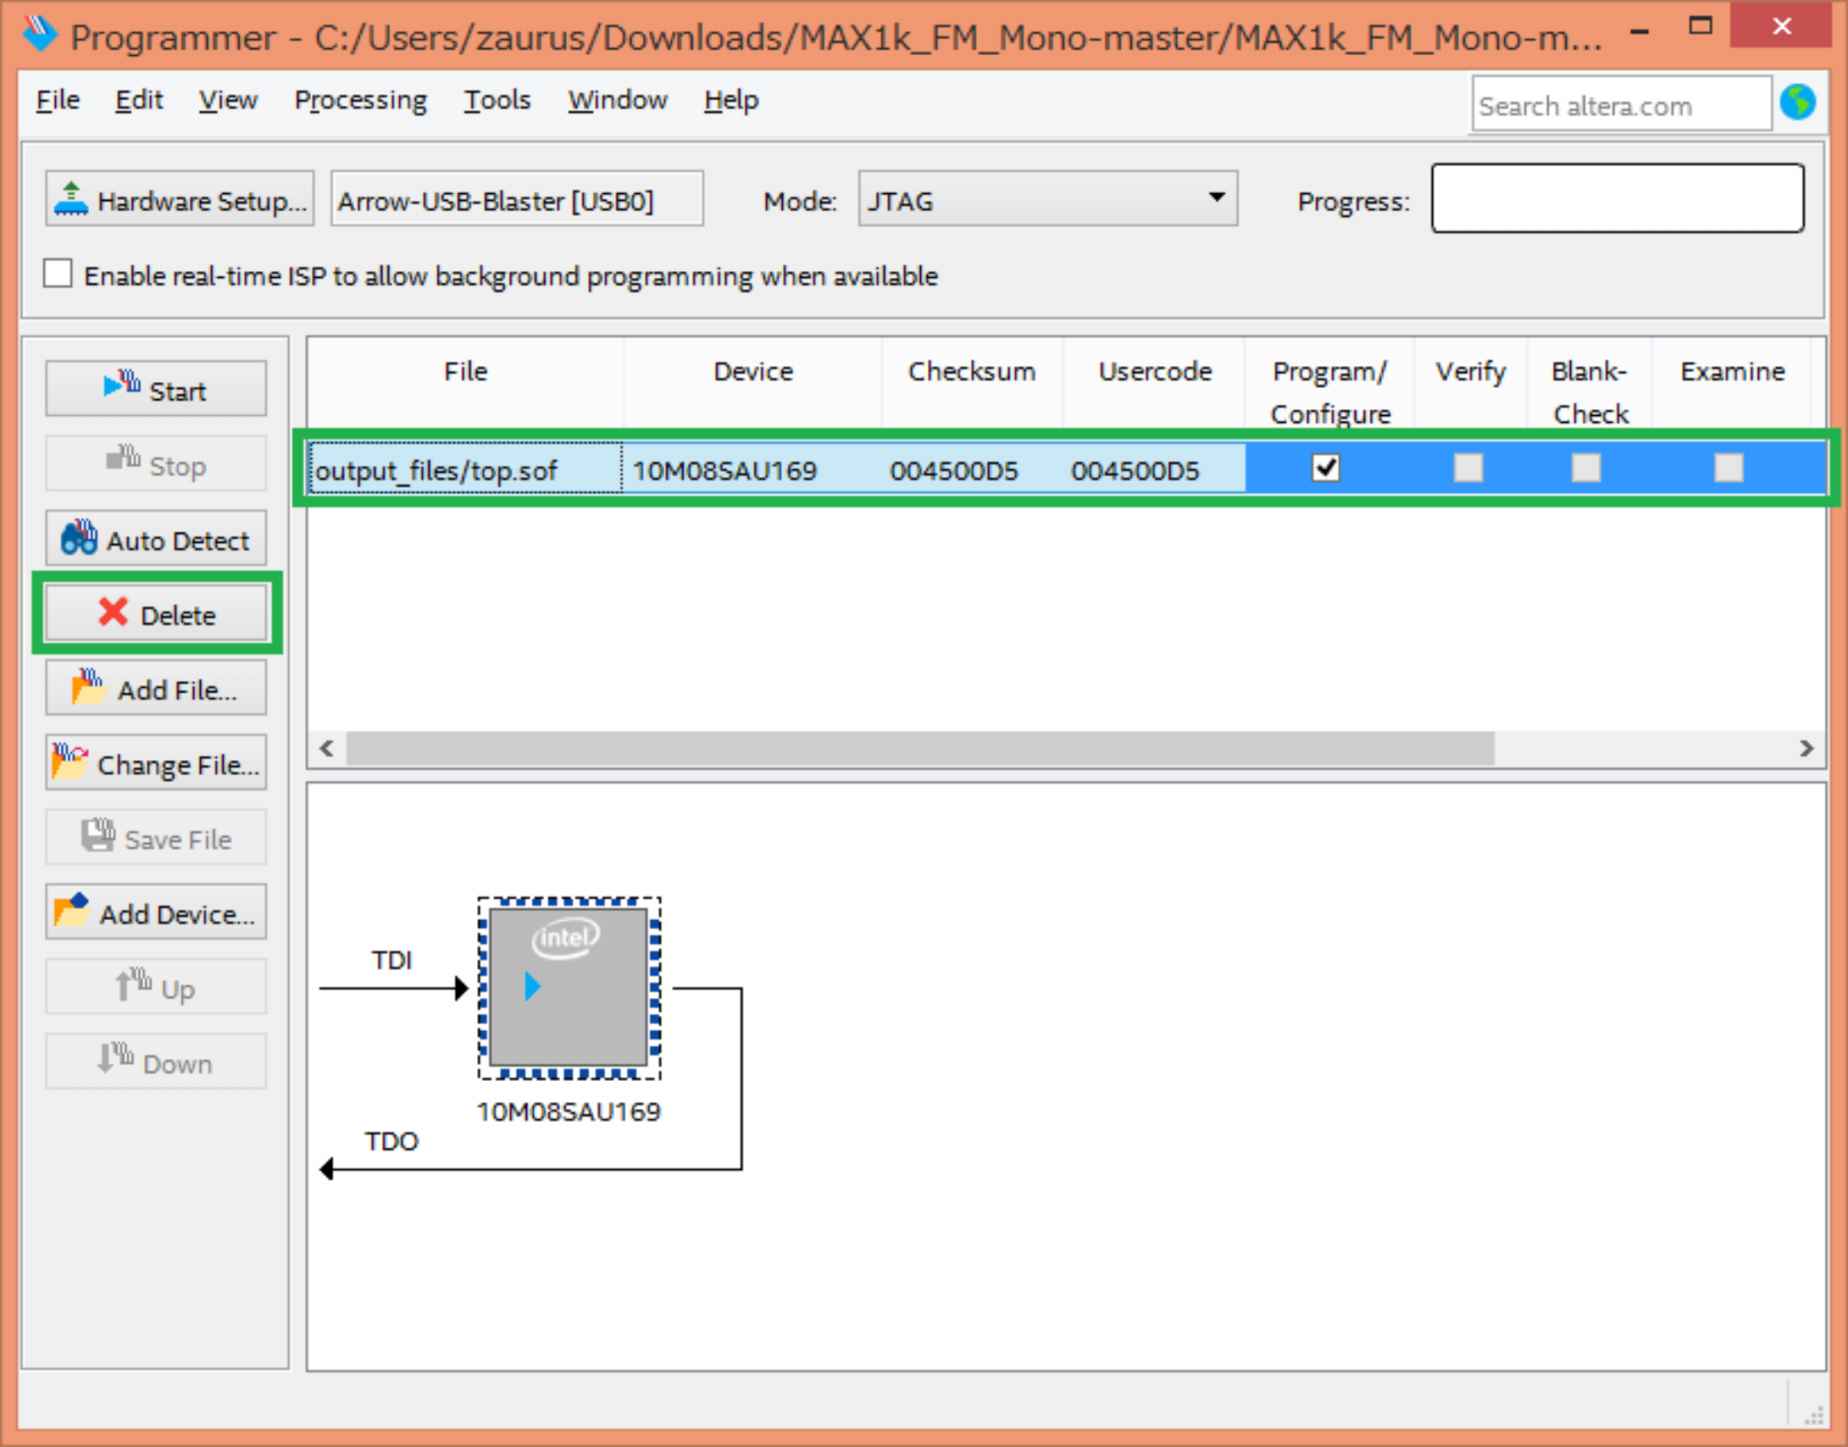 Programmer - C:/Users/zaurus/Downloads/MAX1k_FM_Mono-master/MAX1k_FM_Mono-m...
File Edit View Processing Tools Window Help
Search altera.com
Hardware Setup... Arrow-USB-Blaster [USB0] Mode: JTAG Progress:
Enable real-time ISP to allow background programming when available
Start
Stop
Auto Detect
Delete
Add File...
Change File...
Save File
Add Device...
Up
Down
File Device Checksum Usercode Program/ Verify Blank- Examine
Configure Check
output_files/top.sof 10M08SAU169 004500D5 004500D5
intel
TDI
10M08SAU169
TDO